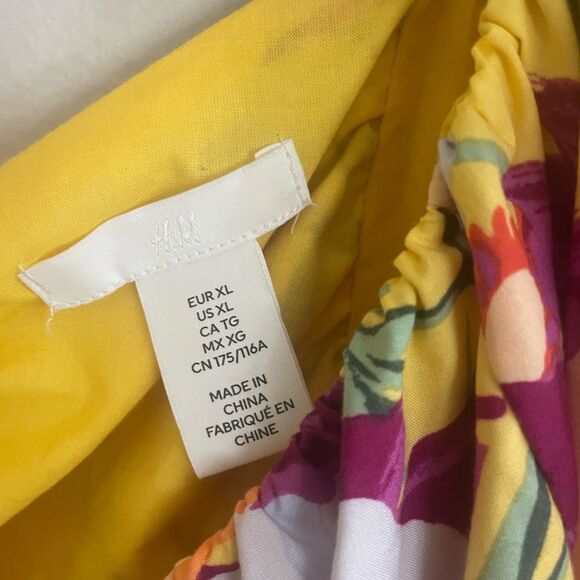 H&M
EUR XL
US XL
CA TG
MX XG
CN 175/116A
MADE IN
CHINA
FABRIQUÉ EN
CHINE